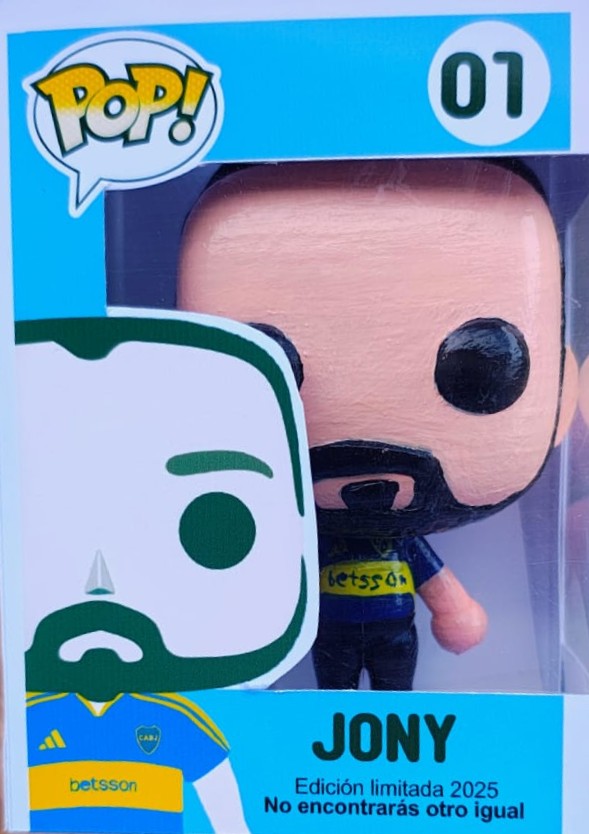 POP!
01
betsson
CABJ
betsson
JONY
Edición limitada 2025
No encontrarás otro igual